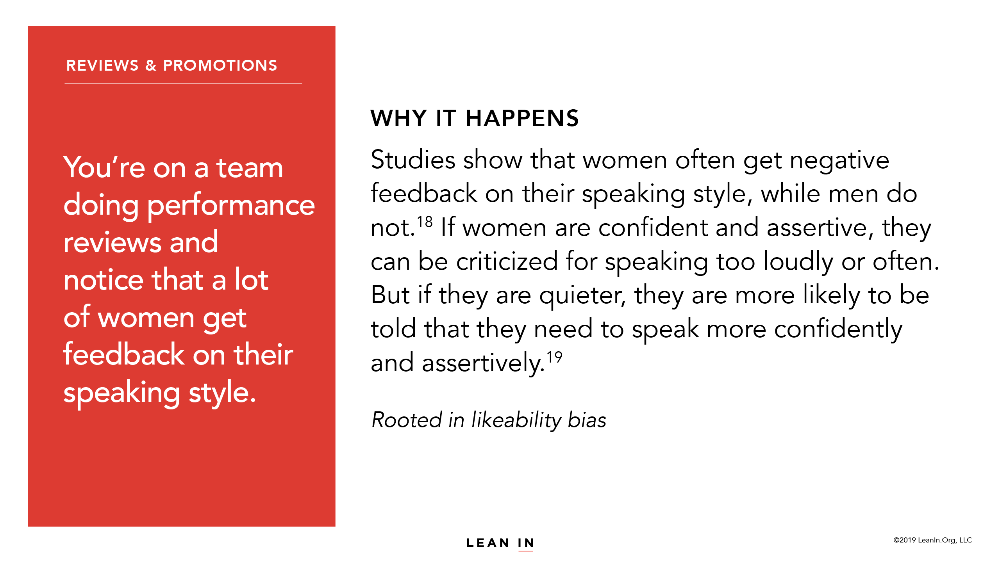 REVIEWS & PROMOTIONS
You’re on a team
doing performance
reviews and
notice that a lot
of women get
feedback on their
speaking style.
WHY IT HAPPENS
Studies show that women often get negative
feedback on their speaking style, while men do
not.18 If women are confident and assertive, they
can be criticized for speaking too loudly or often.
But if they are quieter, they are more likely to be
told that they need to speak more confidently
and assertively.19
Rooted in likeability bias
LEAN IN
©2019 LeanIn.Org, LLC